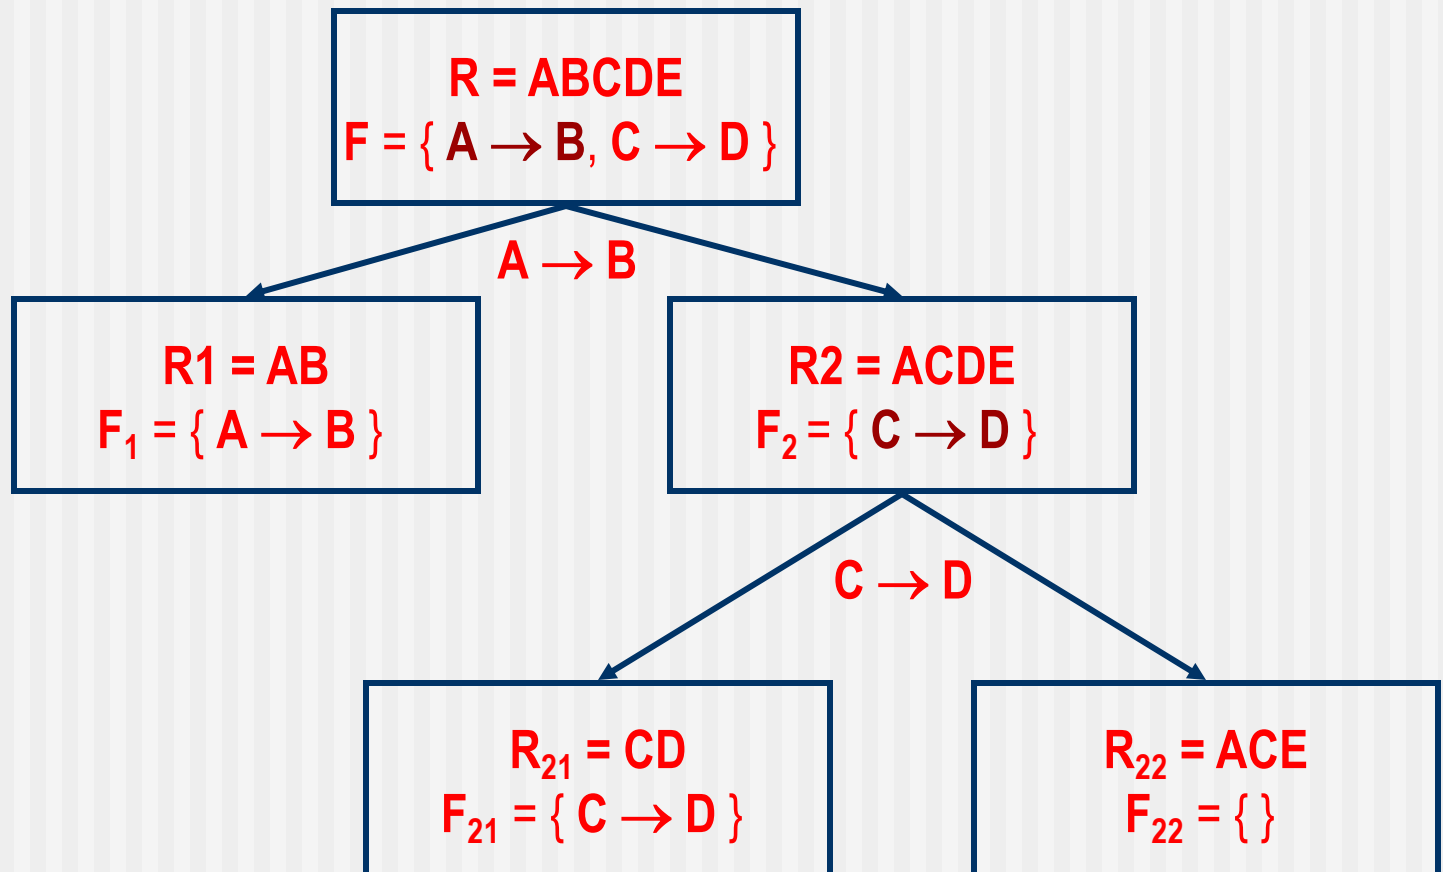 R = ABCDE
F = { A → B, C → D }
A → B
R1 = AB
F₁ = { A → B }
R2 = ACDE
F₂ = { C → D }
C → D
R₂₁ = CD
F₂₁ = { C → D }
R₂₂ = ACE
F₂₂ = { }